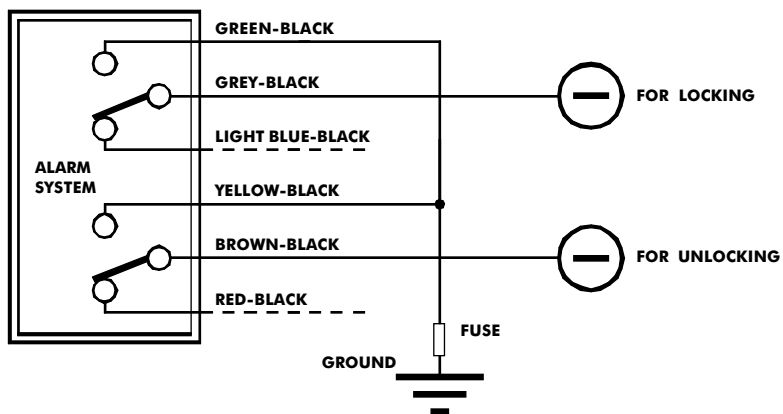 GREEN-BLACK
GREY-BLACK
FOR LOCKING
LIGHT BLUE-BLACK
ALARM
SYSTEM
YELLOW-BLACK
BROWN-BLACK
FOR UNLOCKING
RED-BLACK
FUSE
GROUND